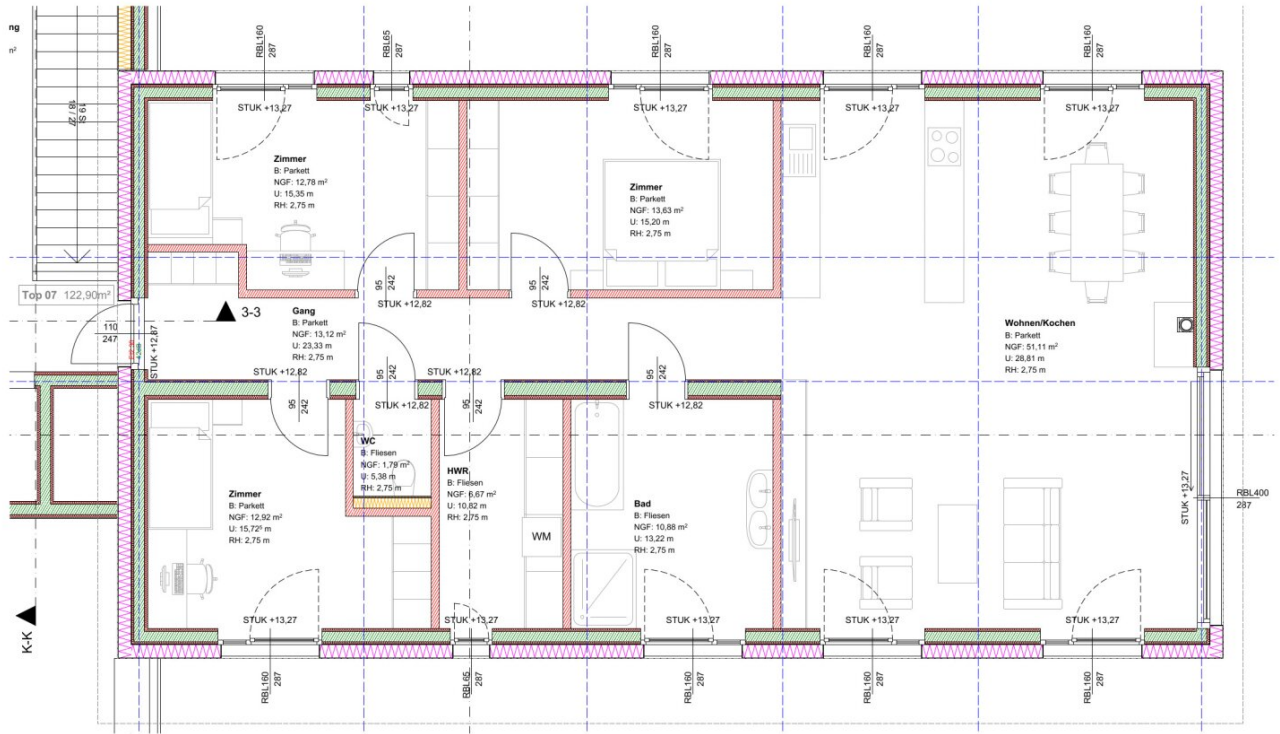 ng
m²
19 St
18 / 27
RBL160
287
RBL65
287
RBL160
287
RBL160
287
RBL160
287
STUK +13,27
STUK +13,27
STUK +13,27
STUK +13,27
STUK +13,27
Zimmer
B: Parkett
NGF: 12,78 m²
U: 15,35 m
RH: 2,75 m
Zimmer
B: Parkett
NGF: 13,63 m²
U: 15,20 m
RH: 2,75 m
95
242
STUK +12,82
95
242
STUK +12,82
Top 07 122,90m²
3-3
110
247
STUK +12,87
Gang
B: Parkett
NGF: 13,12 m²
U: 23,33 m
RH: 2,75 m
Wohnen/Kochen
B: Parkett
NGF: 51,11 m²
U: 28,81 m
RH: 2,75 m
STUK +12,82
95
242
95
242
STUK +12,82
STUK +12,82
95
242
95
242
STUK +12,82
WC
B: Fliesen
NGF: 1,79 m²
U: 5,38 m
RH: 2,75 m
HWR
B: Fliesen
NGF: 6,67 m²
U: 10,82 m
RH: 2,75 m
Zimmer
B: Parkett
NGF: 12,92 m²
U: 15,72⁵ m
RH: 2,75 m
Bad
B: Fliesen
NGF: 10,88 m²
U: 13,22 m
RH: 2,75 m
WM
STUK +13,27
RBL400
287
K-K
STUK +13,27
STUK +13,27
STUK +13,27
STUK +13,27
STUK +13,27
RBL160
287
RBL65
287
RBL160
287
RBL160
287
RBL160
287